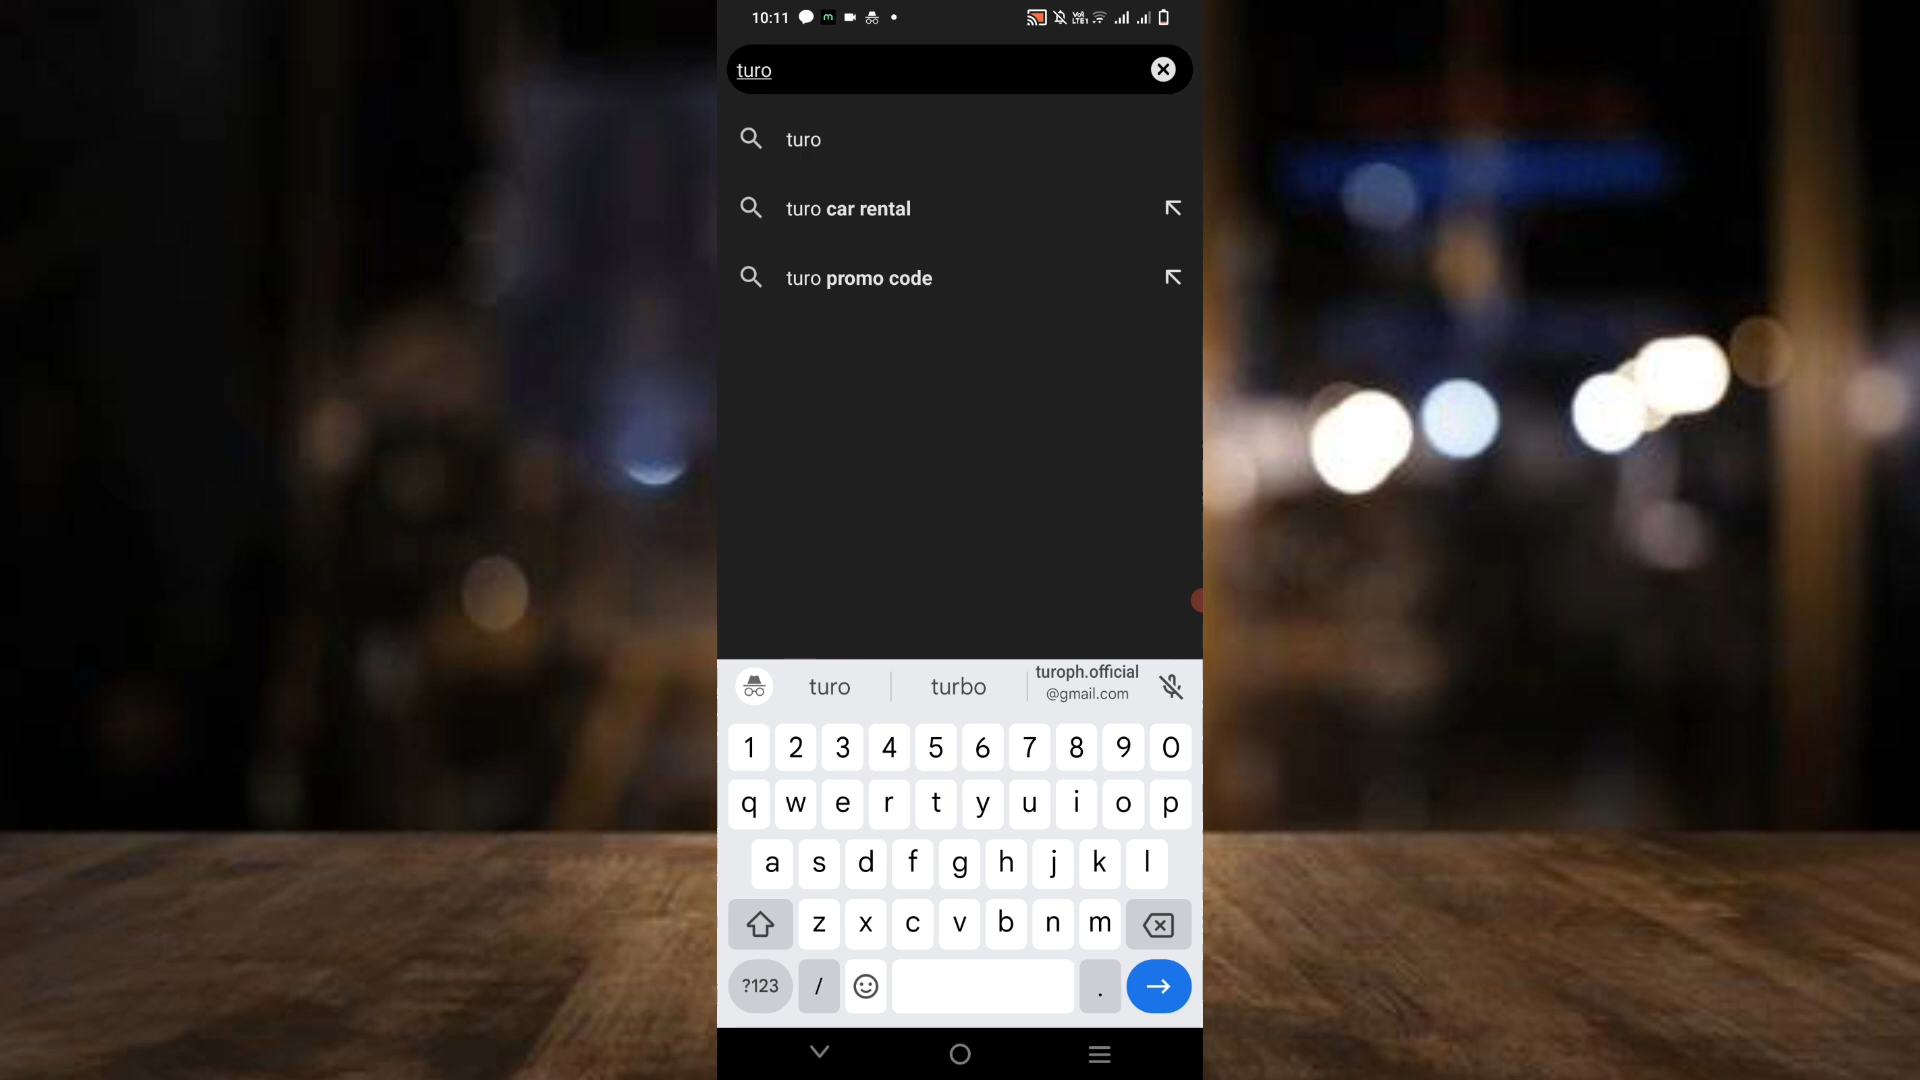 10:11
turo
turo
turo car rental
turo promo code
turo
turbo
turoph.official
@gmail.com
1 2 3 4 5 6 7 8 9 0
q w e r t y u i o p
a s d f g h j k l
z x c v b n m
?123 / .